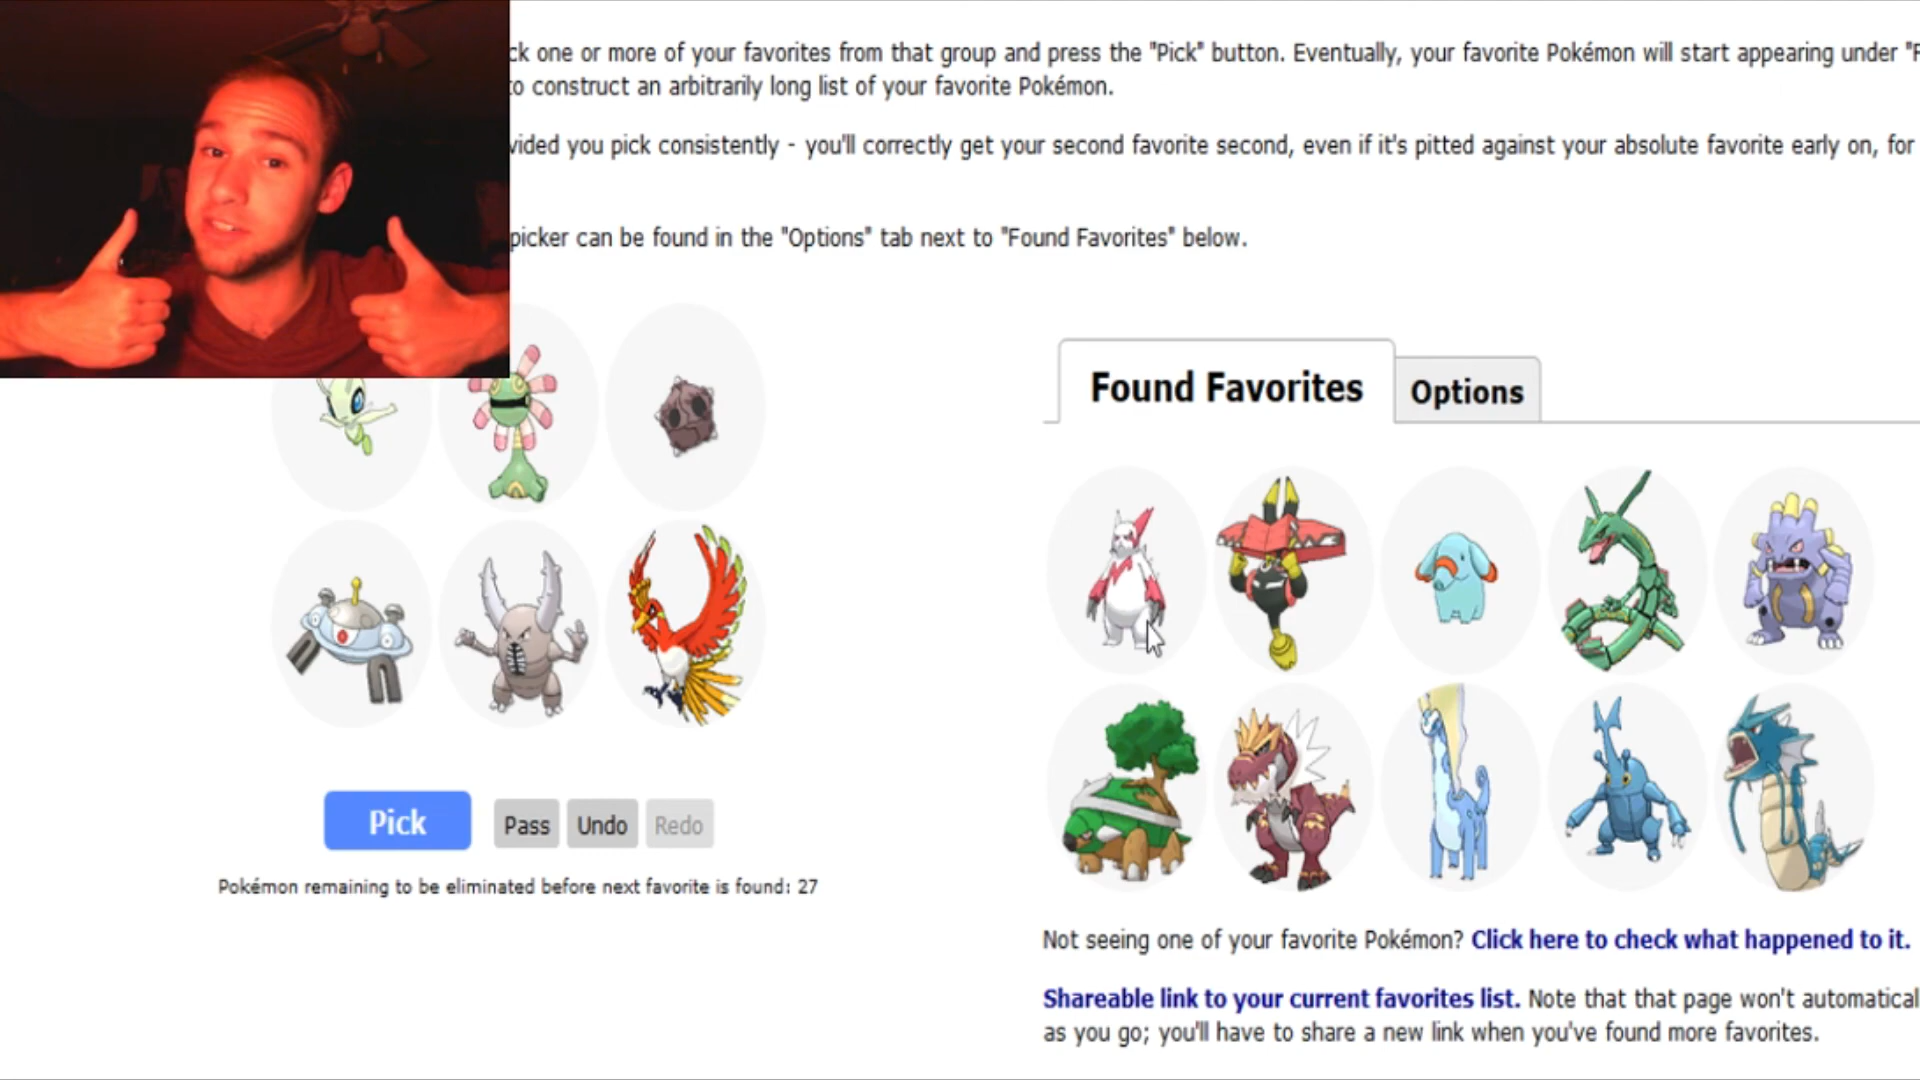 ck one or more of your favorites from that group and press the "Pick" button. Eventually, your favorite Pokémon will start appearing under "F
to construct an arbitrarily long list of your favorite Pokémon.
vided you pick consistently - you'll correctly get your second favorite second, even if it's pitted against your absolute favorite early on, for
picker can be found in the "Options" tab next to "Found Favorites" below.
Found Favorites
Options
Pick
Pass
Undo
Redo
Pokémon remaining to be eliminated before next favorite is found: 27
Not seeing one of your favorite Pokémon? Click here to check what happened to it.
Shareable link to your current favorites list. Note that that page won't automatical
as you go; you'll have to share a new link when you've found more favorites.